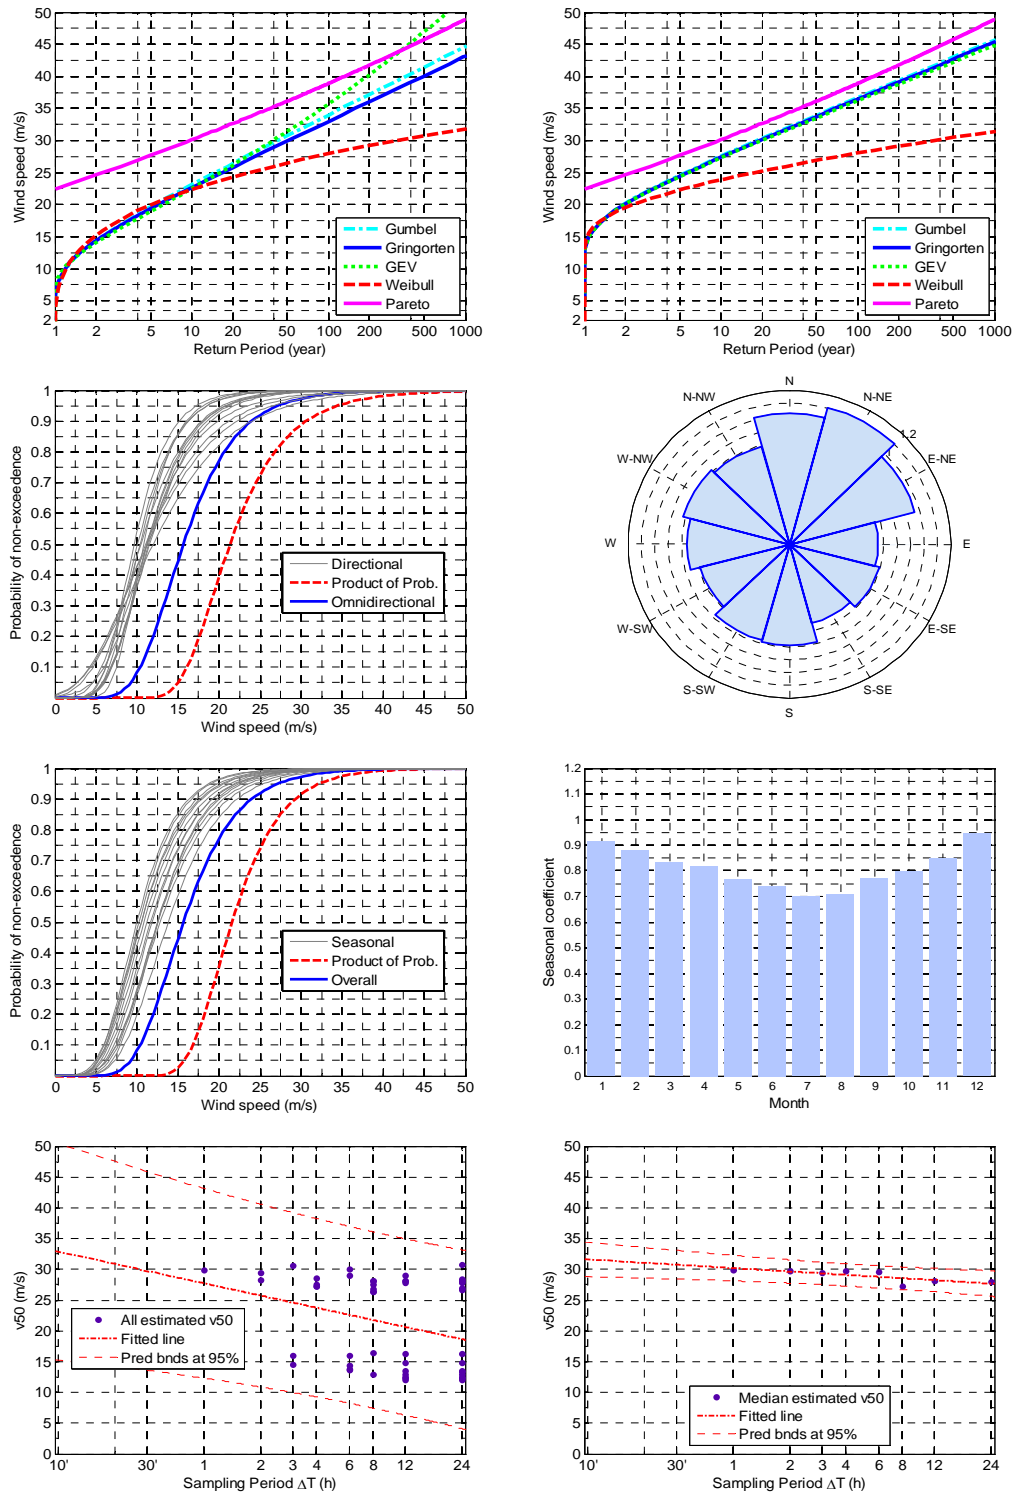 50
45
40
35
30
25
20
15
10
5
2
Wind speed (m/s)
Gumbel
Gringorten
GEV
Weibull
Pareto
1 2 5 10 20 50 100 200 500 1000
Return Period (year)
50
45
40
35
30
25
20
15
10
5
2
Wind speed (m/s)
Gumbel
Gringorten
GEV
Weibull
Pareto
1 2 5 10 20 50 100 200 500 1000
Return Period (year)
1
0.9
0.8
0.7
0.6
0.5
0.4
0.3
0.2
0.1
Probability of non-exceedence
Directional
Product of Prob.
Omnidirectional
0 5 10 15 20 25 30 35 40 45 50
Wind speed (m/s)
N
N-NW
N-NE
1.2
W-NW
E-NE
W
E
W-SW
E-SE
S-SW
S-SE
S
1
0.9
0.8
0.7
0.6
0.5
0.4
0.3
0.2
0.1
Probability of non-exceedence
Seasonal
Product of Prob.
Overall
0 5 10 15 20 25 30 35 40 45 50
Wind speed (m/s)
1.2
1.1
1
0.9
0.8
0.7
0.6
0.5
0.4
0.3
0.2
0.1
0
Seasonal coefficient
1 2 3 4 5 6 7 8 9 10 11 12
Month
50
45
40
35
30
25
20
15
10
5
0
v50 (m/s)
All estimated v50
Fitted line
Pred bnds at 95%
10' 30' 1 2 3 4 6 8 12 24
Sampling Period ΔT (h)
50
45
40
35
30
25
20
15
10
5
0
v50 (m/s)
Median estimated v50
Fitted line
Pred bnds at 95%
10' 30' 1 2 3 4 6 8 12 24
Sampling Period ΔT (h)